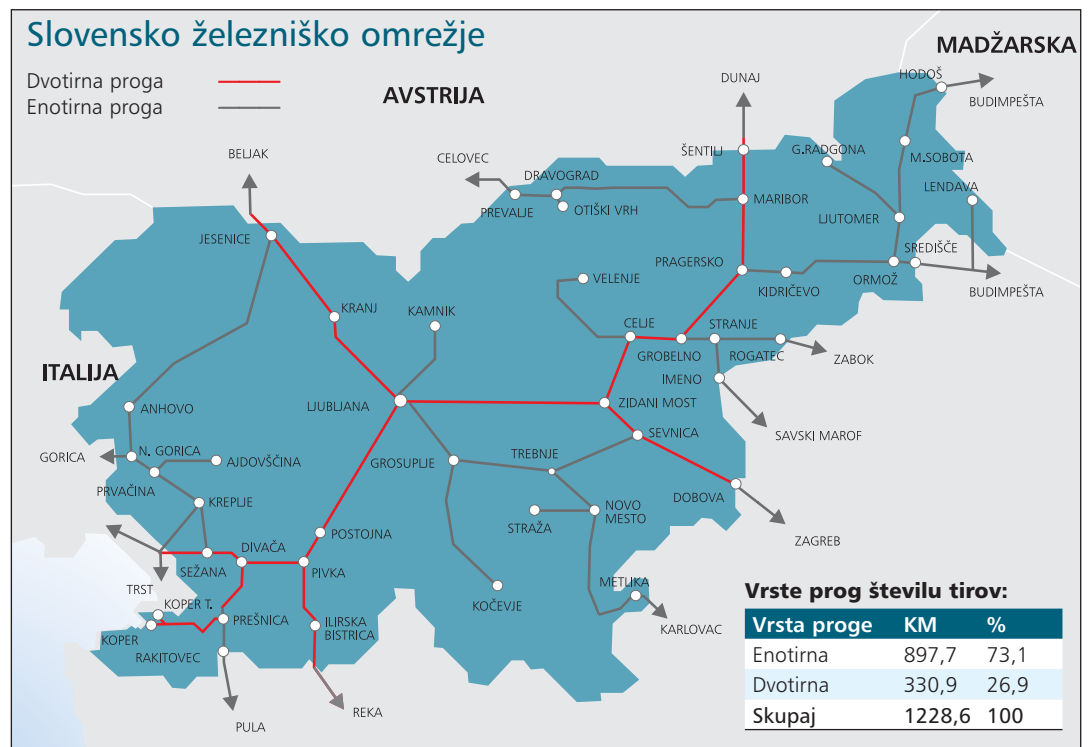 Slovensko železniško omrežje
Dvotirna proga
Enotirna proga
AVSTRIJA
MADŽARSKA
ITALIJA
DUNAJ
HODOŠ
BUDIMPEŠTA
BELJAK
CELOVEC
DRAVOGRAD
ŠENTILJ
G.RADGONA
M.SOBOTA
LENDAVA
PREVALJE
OTIŠKI VRH
MARIBOR
LJUTOMER
JESENICE
SREDIŠČE
PRAGERSKO
VELENJE
KIDRIČEVO
ORMOŽ
BUDIMPEŠTA
KRANJ
KAMNIK
CELJE
STRANJE
GROBELNO
ROGATEC
ZABOK
IMENO
LJUBLJANA
ZIDANI MOST
ANHOVO
SAVSKI MAROF
SEVNICA
GORICA
N. GORICA
AJDOVŠČINA
GROSUPLJE
TREBNJE
PRVAČINA
DOBOVA
KREPLJE
STRAŽA
NOVO
MESTO
POSTOJNA
ZAGREB
DIVAČA
SEŽANA
PIVKA
TRST
METLIKA
KOČEVJE
KOPER T.
PREŠNICA
ILIRSKA
BISTRICA
KOPER
KARLOVAC
RAKITOVEC
REKA
PULA
Vrste prog številu tirov:
Vrsta proge KM %
Enotirna 897,7 73,1
Dvotirna 330,9 26,9
Skupaj 1228,6 100